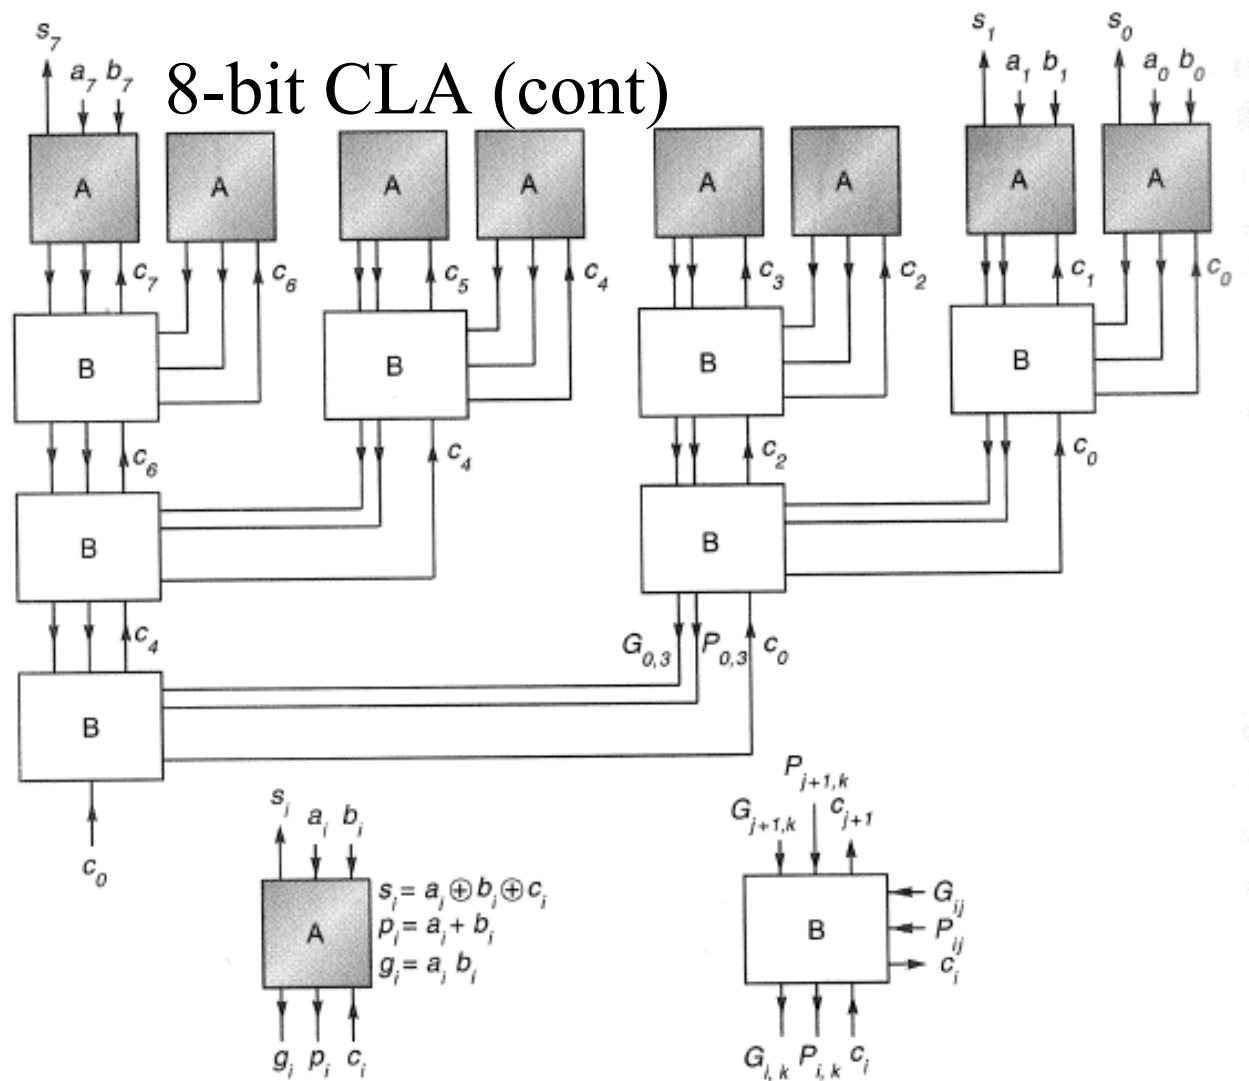 s₇ s₁ s₀
a₇ b₇ 8-bit CLA (cont) a₁ b₁ a₀ b₀
A A A A A A A A
c₇ c₆ c₅ c₄ c₃ c₂ c₁ c₀
B B B B
c₆ c₄ c₂ c₀
B B
c₄ G₀,₃ P₀,₃ c₀
B
c₀
sᵢ aᵢ bᵢ
A
sᵢ = aᵢ ⊕ bᵢ ⊕ cᵢ
pᵢ = aᵢ + bᵢ
gᵢ = aᵢ bᵢ
gᵢ pᵢ cᵢ
Pⱼ₊₁,ₖ
Gⱼ₊₁,ₖ cⱼ₊₁
B
Gᵢⱼ
Pᵢⱼ
cᵢ
Gᵢ,ₖ Pᵢ,ₖ cᵢ